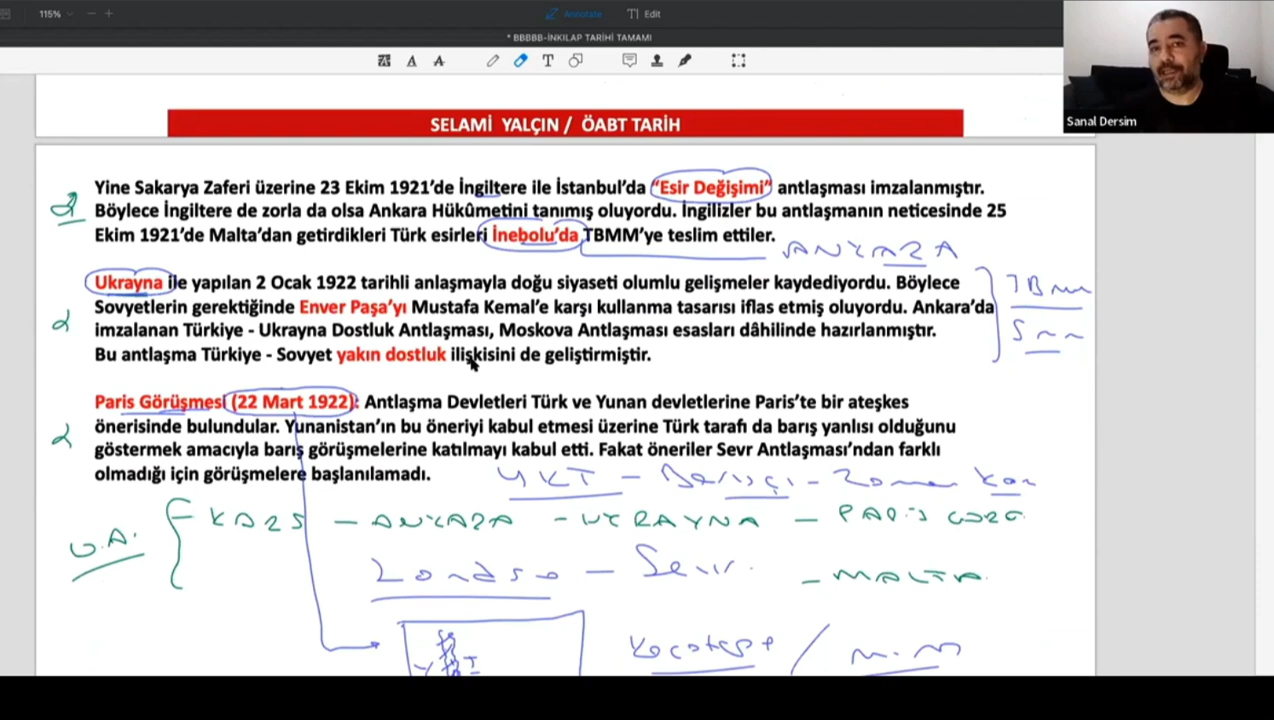 115%
Annotate
Edit
* BBBBB-İNKILAP TARİHİ TAMAMI
Sanal Dersim
SELAMİ YALÇIN / ÖABT TARİH
Yine Sakarya Zaferi üzerine 23 Ekim 1921'de İngiltere ile İstanbul'da "Esir Değişimi" antlaşması imzalanmıştır.
Böylece İngiltere de zorla da olsa Ankara Hükûmetini tanımış oluyordu. İngilizler bu antlaşmanın neticesinde 25
Ekim 1921'de Malta'dan getirdikleri Türk esirleri İnebolu'da TBMM'ye teslim ettiler.
ANKARA
Ukrayna ile yapılan 2 Ocak 1922 tarihli anlaşmayla doğu siyaseti olumlu gelişmeler kaydediyordu. Böylece
Sovyetlerin gerektiğinde Enver Paşa'yı Mustafa Kemal'e karşı kullanma tasarısı iflas etmiş oluyordu. Ankara'da
imzalanan Türkiye - Ukrayna Dostluk Antlaşması, Moskova Antlaşması esasları dâhilinde hazırlanmıştır.
Bu antlaşma Türkiye - Sovyet yakın dostluk ilişkisini de geliştirmiştir.
Paris Görüşmesi (22 Mart 1922): Antlaşma Devletleri Türk ve Yunan devletlerine Paris'te bir ateşkes
önerisinde bulundular. Yunanistan'ın bu öneriyi kabul etmesi üzerine Türk tarafı da barış yanlısı olduğunu
göstermek amacıyla barış görüşmelerine katılmayı kabul etti. Fakat öneriler Sevr Antlaşması'ndan farklı
olmadığı için görüşmelere başlanılamadı.
YKT - Barışçı - Zaman Kaz
U.A. KARS - ANKARA - UKRAYNA - PARİS GÖRÜ
Londra - Sevr
- MALTA
Kocatepe / M.M